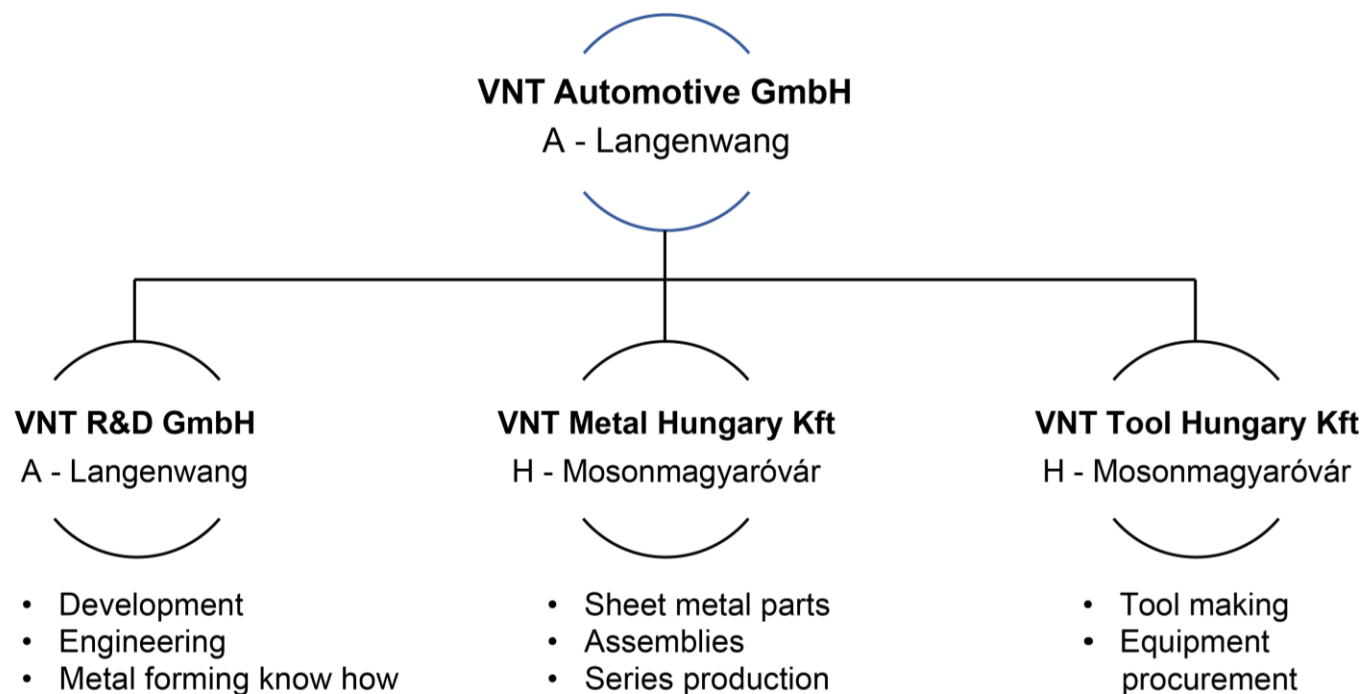 VNT Automotive GmbH
A - Langenwang
VNT R&D GmbH
A - Langenwang
• Development
• Engineering
• Metal forming know how
VNT Metal Hungary Kft
H - Mosonmagyaróvár
• Sheet metal parts
• Assemblies
• Series production
VNT Tool Hungary Kft
H - Mosonmagyaróvár
• Tool making
• Equipment
procurement